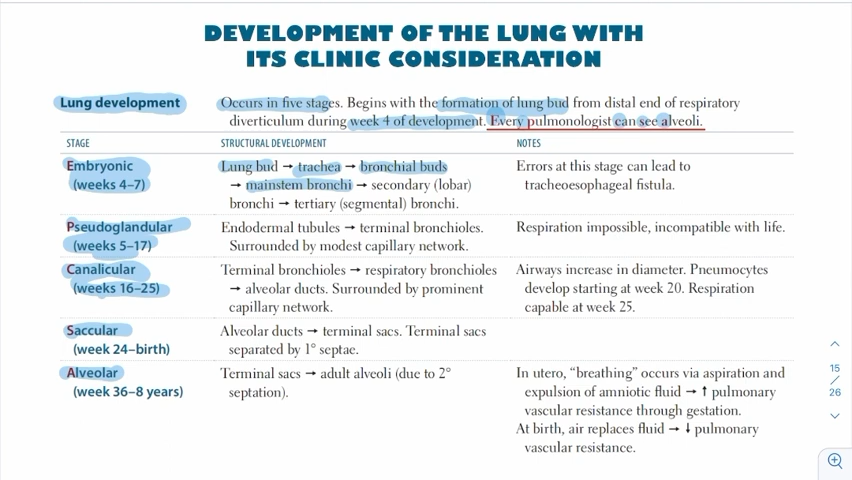 DEVELOPMENT OF THE LUNG WITH
ITS CLINIC CONSIDERATION
Lung development
Occurs in five stages. Begins with the formation of lung bud from distal end of respiratory
diverticulum during week 4 of development. Every pulmonologist can see alveoli.
STAGE
STRUCTURAL DEVELOPMENT
NOTES
Embryonic
(weeks 4–7)
Lung bud → trachea → bronchial buds
→ mainstem bronchi → secondary (lobar)
bronchi → tertiary (segmental) bronchi.
Errors at this stage can lead to
tracheoesophageal fistula.
Pseudoglandular
(weeks 5–17)
Endodermal tubules → terminal bronchioles.
Surrounded by modest capillary network.
Respiration impossible, incompatible with life.
Canalicular
(weeks 16–25)
Terminal bronchioles → respiratory bronchioles
→ alveolar ducts. Surrounded by prominent
capillary network.
Airways increase in diameter. Pneumocytes
develop starting at week 20. Respiration
capable at week 25.
Saccular
(week 24–birth)
Alveolar ducts → terminal sacs. Terminal sacs
separated by 1° septae.
Alveolar
(week 36–8 years)
Terminal sacs → adult alveoli (due to 2°
septation).
In utero, “breathing” occurs via aspiration and
expulsion of amniotic fluid → ↑ pulmonary
vascular resistance through gestation.
At birth, air replaces fluid → ↓ pulmonary
vascular resistance.
15
/
26